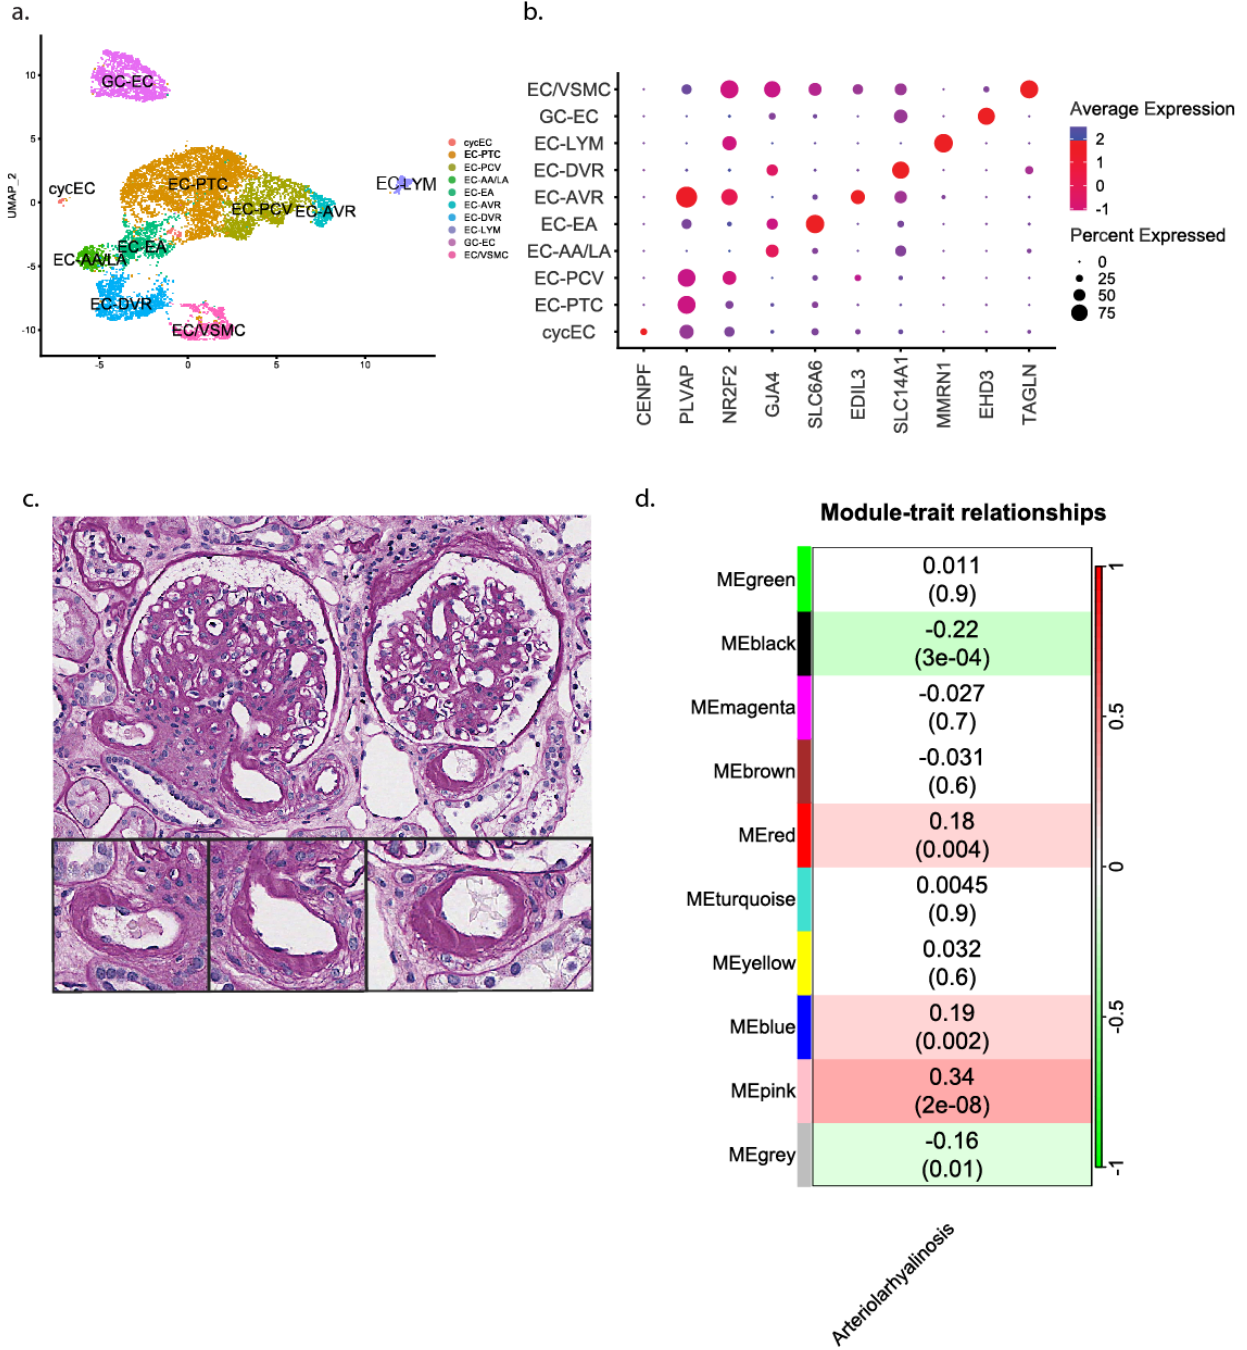 a.
GC-EC
EC-PTC
EC-LYM
cycEC
EC-PCV
EC-AVR
EC-EA
EC-AA/LA
EC-DVR
EC/VSMC
UMAP_2
10
5
0
-5
-10
-5
0
5
10
cycEC
EC-PTC
EC-PCV
EC-AA/LA
EC-EA
EC-AVR
EC-DVR
EC-LYM
GC-EC
EC/VSMC
b.
EC/VSMC
GC-EC
EC-LYM
EC-DVR
EC-AVR
EC-EA
EC-AA/LA
EC-PCV
EC-PTC
cycEC
CENPF
PLVAP
NR2F2
GJA4
SLC6A6
EDIL3
SLC14A1
MMRN1
EHD3
TAGLN
Average Expression
2
1
0
-1
Percent Expressed
0
25
50
75
c.
d.
Module-trait relationships
MEgreen
0.011
(0.9)
MEblack
-0.22
(3e-04)
MEmagenta
-0.027
(0.7)
MEbrown
-0.031
(0.6)
MEred
0.18
(0.004)
MEturquoise
0.0045
(0.9)
MEyellow
0.032
(0.6)
MEblue
0.19
(0.002)
MEpink
0.34
(2e-08)
MEgrey
-0.16
(0.01)
1
0.5
0
-0.5
-1
Arteriolarhyalinosis